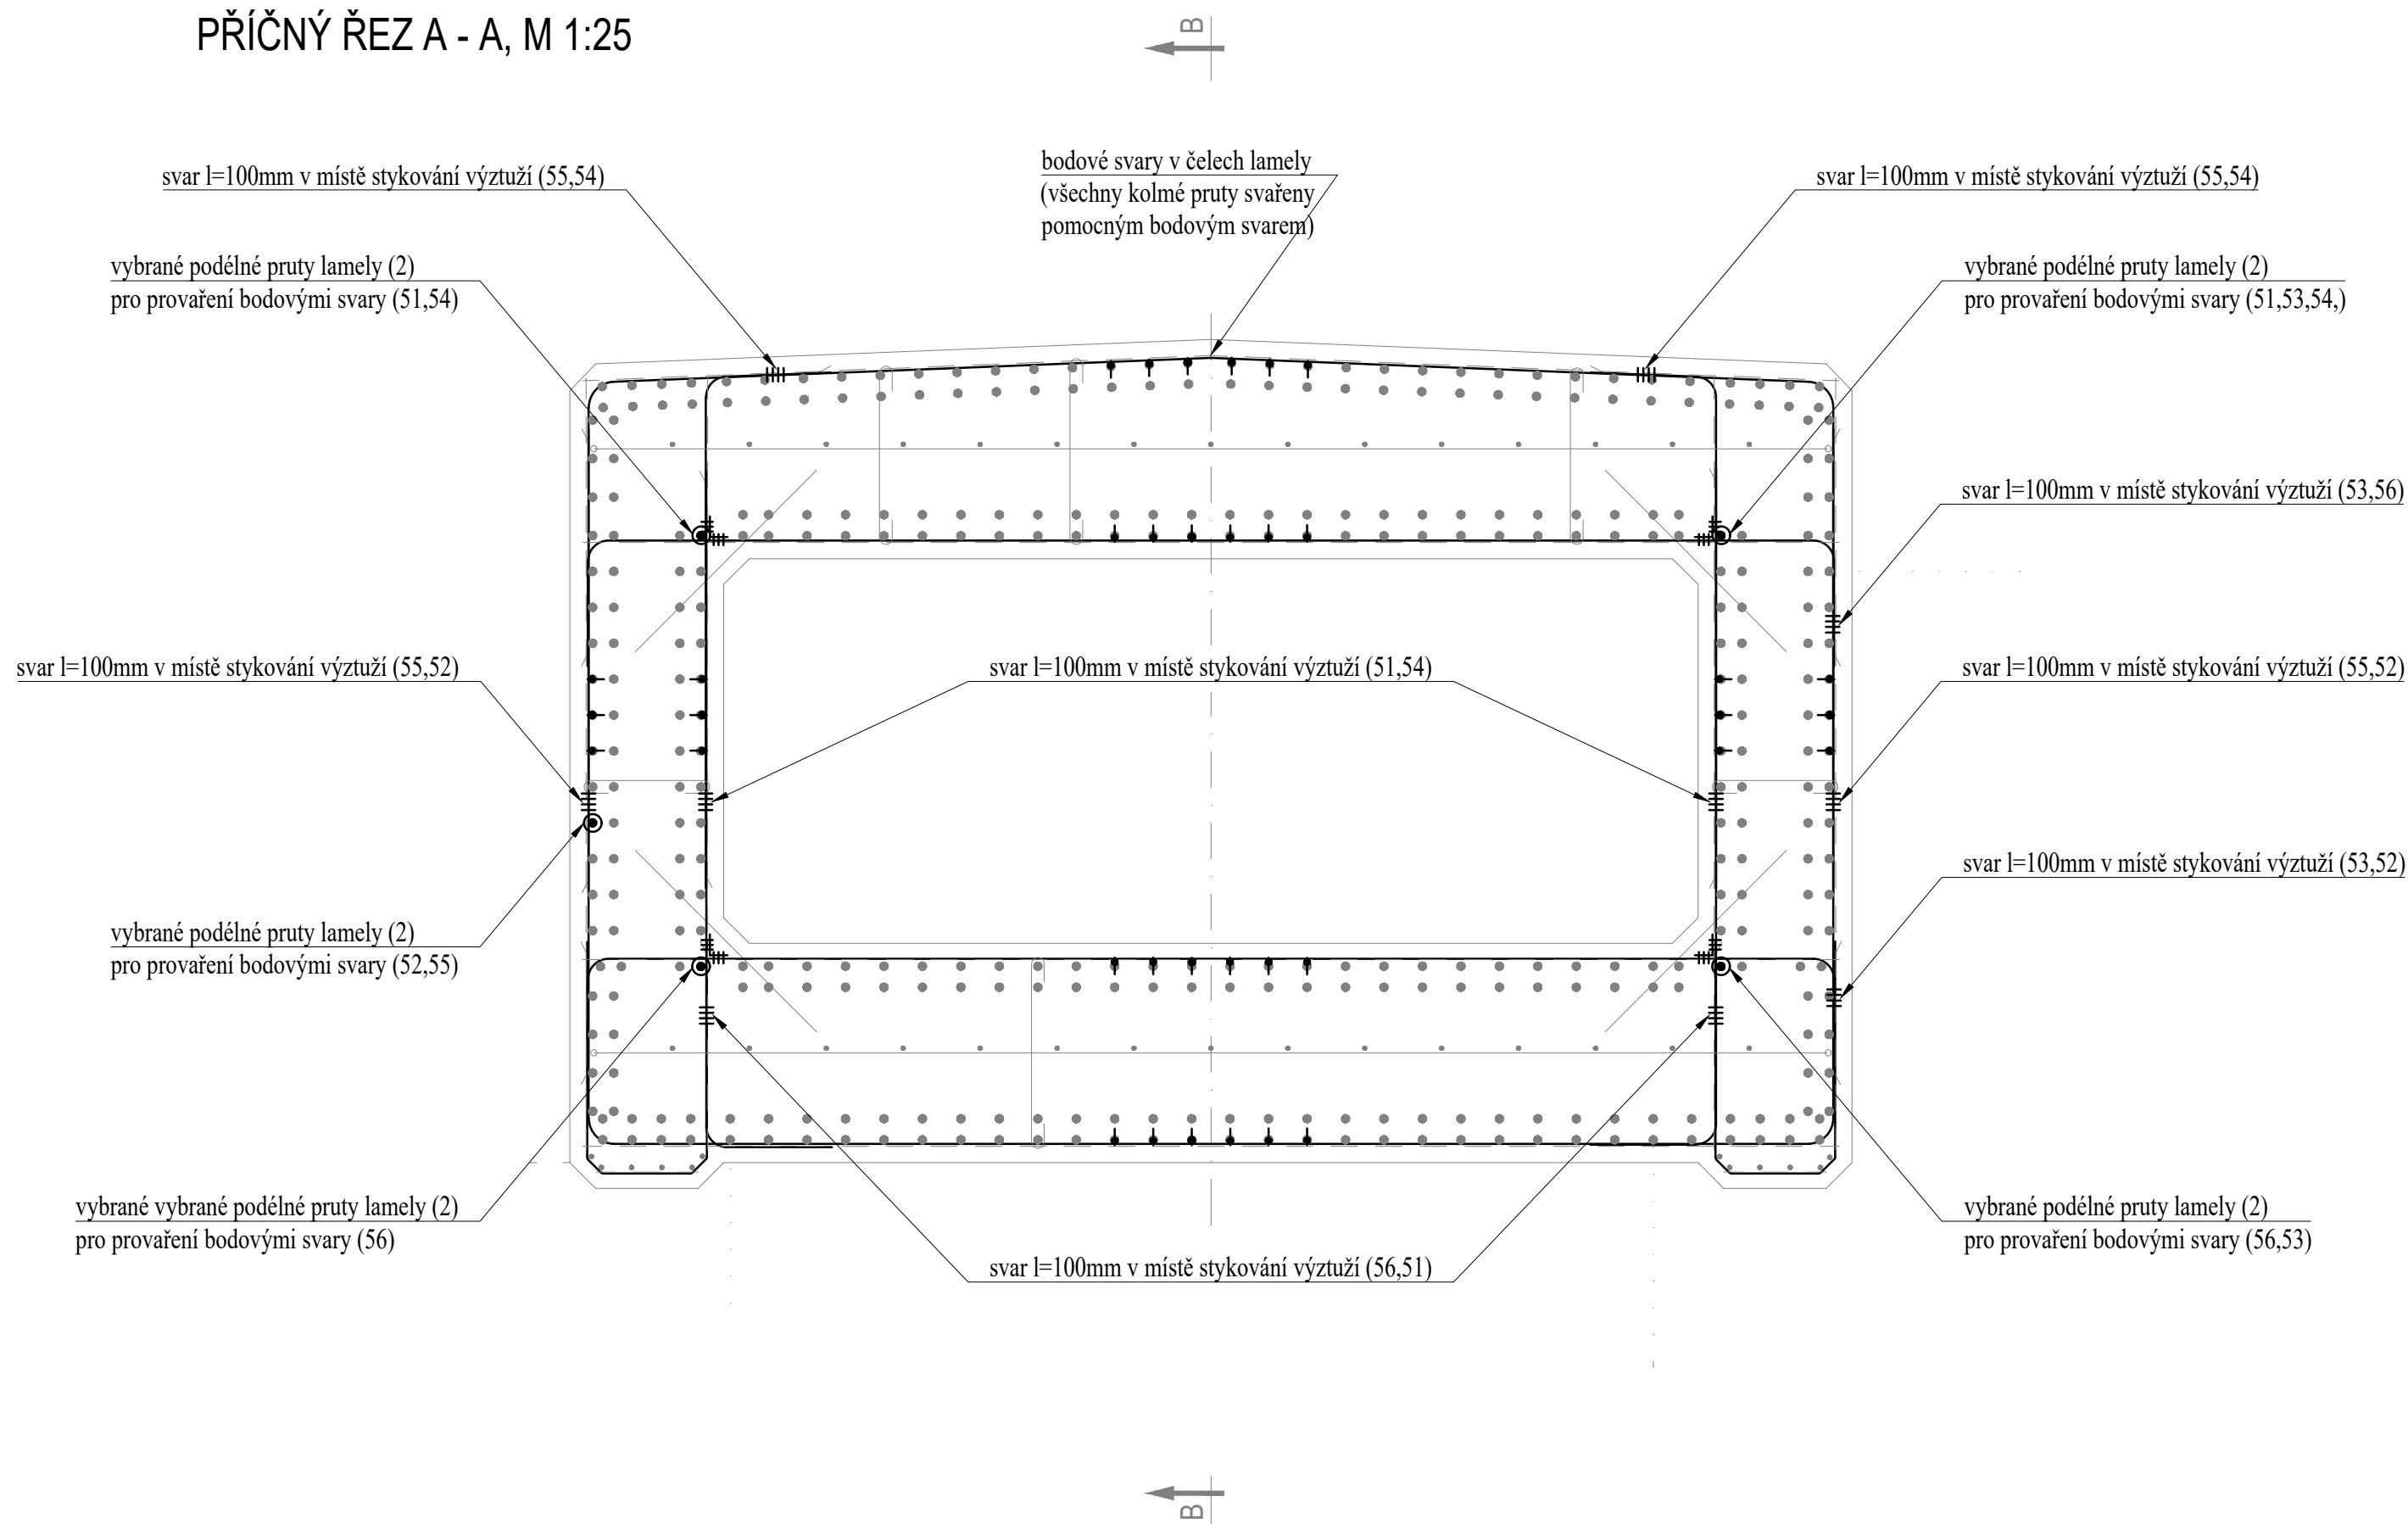 PŘÍČNÝ ŘEZ A - A, M 1:25
B
svar l=100mm v místě stykování výztuží (55,54)
bodové svary v čelech lamely
(všechny kolmé pruty svařeny
pomocným bodovým svarem)
svar l=100mm v místě stykování výztuží (55,54)
vybrané podélné pruty lamely (2)
pro provaření bodovými svary (51,54)
vybrané podélné pruty lamely (2)
pro provaření bodovými svary (51,53,54,)
svar l=100mm v místě stykování výztuží (53,56)
svar l=100mm v místě stykování výztuží (55,52)
svar l=100mm v místě stykování výztuží (51,54)
svar l=100mm v místě stykování výztuží (55,52)
svar l=100mm v místě stykování výztuží (53,52)
vybrané podélné pruty lamely (2)
pro provaření bodovými svary (52,55)
vybrané vybrané podélné pruty lamely (2)
pro provaření bodovými svary (56)
vybrané podélné pruty lamely (2)
pro provaření bodovými svary (56,53)
svar l=100mm v místě stykování výztuží (56,51)
B